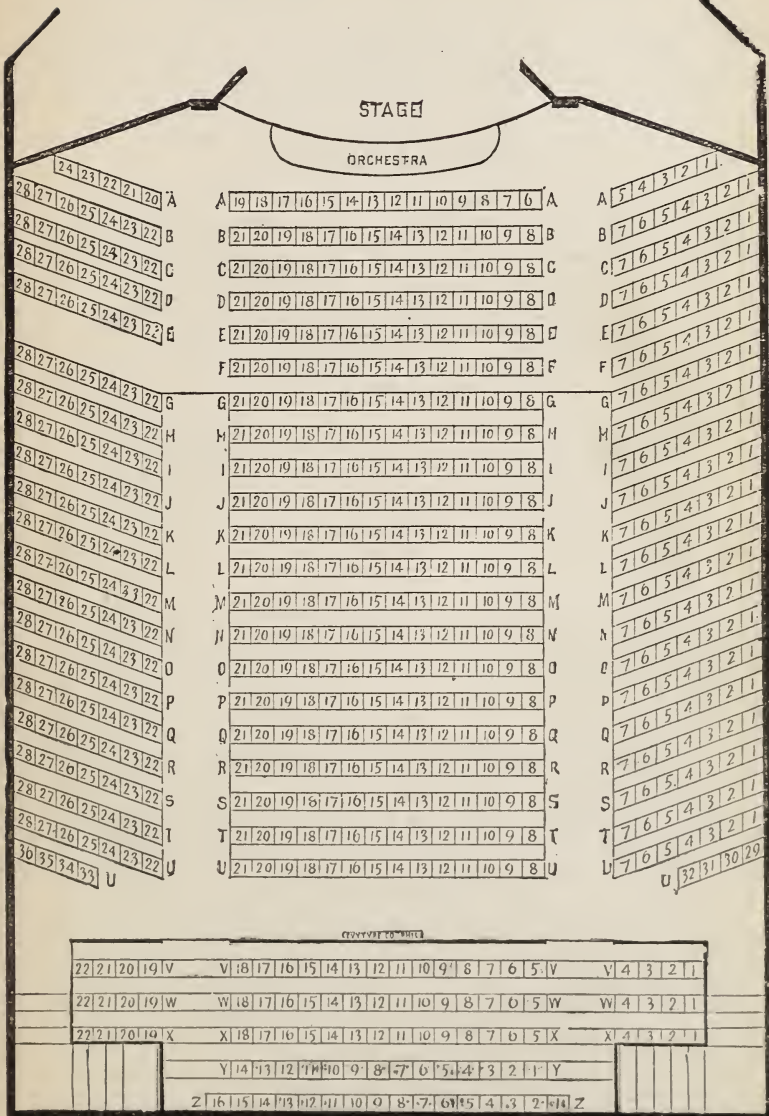 STAGE
ORCHESTRA
24 23 22 21 20 A A 19 18 17 16 15 14 13 12 11 10 9 8 7 6 A A 5 4 3 2 1
28 27 26 25 24 23 22 B B 21 20 19 18 17 16 15 14 13 12 11 10 9 8 B B 7 6 5 4 3 2 1
28 27 26 25 24 23 22 C C 21 20 19 18 17 16 15 14 13 12 11 10 9 8 C C 7 6 5 4 3 2 1
28 27 26 25 24 23 22 D D 21 20 19 18 17 16 15 14 13 12 11 10 9 8 D D 7 6 5 4 3 2 1
28 27 26 25 24 23 22 E E 21 20 19 18 17 16 15 14 13 12 11 10 9 8 E E 7 6 5 4 3 2 1
F 21 20 19 18 17 16 15 14 13 12 11 10 9 8 F F 7 6 5 4 3 2 1
28 27 26 25 24 23 22 G G 21 20 19 18 17 16 15 14 13 12 11 10 9 8 G G 7 6 5 4 3 2 1
28 27 26 25 24 23 22 H H 21 20 19 18 17 16 15 14 13 12 11 10 9 8 H H 7 6 5 4 3 2 1
28 27 26 25 24 23 22 I I 21 20 19 18 17 16 15 14 13 12 11 10 9 8 I I 7 6 5 4 3 2 1
28 27 26 25 24 23 22 J J 21 20 19 18 17 16 15 14 13 12 11 10 9 8 J J 7 6 5 4 3 2 1
28 27 26 25 24 23 22 K K 21 20 19 18 17 16 15 14 13 12 11 10 9 8 K K 7 6 5 4 3 2 1
28 27 26 25 24 23 22 L L 21 20 19 18 17 16 15 14 13 12 11 10 9 8 L L 7 6 5 4 3 2 1
28 27 26 25 24 23 22 M M 21 20 19 18 17 16 15 14 13 12 11 10 9 8 M M 7 6 5 4 3 2 1
28 27 26 25 24 23 22 N N 21 20 19 18 17 16 15 14 13 12 11 10 9 8 N N 7 6 5 4 3 2 1
28 27 26 25 24 23 22 O O 21 20 19 18 17 16 15 14 13 12 11 10 9 8 O O 7 6 5 4 3 2 1
28 27 26 25 24 23 22 P P 21 20 19 18 17 16 15 14 13 12 11 10 9 8 P P 7 6 5 4 3 2 1
28 27 26 25 24 23 22 Q Q 21 20 19 18 17 16 15 14 13 12 11 10 9 8 Q Q 7 6 5 4 3 2 1
28 27 26 25 24 23 22 R R 21 20 19 18 17 16 15 14 13 12 11 10 9 8 R R 7 6 5 4 3 2 1
28 27 26 25 24 23 22 S S 21 20 19 18 17 16 15 14 13 12 11 10 9 8 S S 7 6 5 4 3 2 1
28 27 26 25 24 23 22 T T 21 20 19 18 17 16 15 14 13 12 11 10 9 8 T T 7 6 5 4 3 2 1
28 27 26 25 24 23 22 U U 21 20 19 18 17 16 15 14 13 12 11 10 9 8 U U 7 6 5 4 3 2 1
36 35 34 33 U U 32 31 30 29
22 21 20 19 V V 18 17 16 15 14 13 12 11 10 9 8 7 6 5 V V 4 3 2 1
22 21 20 19 W W 18 17 16 15 14 13 12 11 10 9 8 7 6 5 W W 4 3 2 1
22 21 20 19 X X 18 17 16 15 14 13 12 11 10 9 8 7 6 5 X X 4 3 2 1
Y 14 13 12 11 10 9 8 7 6 5 4 3 2 1 Y
Z 16 15 14 13 12 11 10 9 8 7 6 5 4 3 2 1 Z